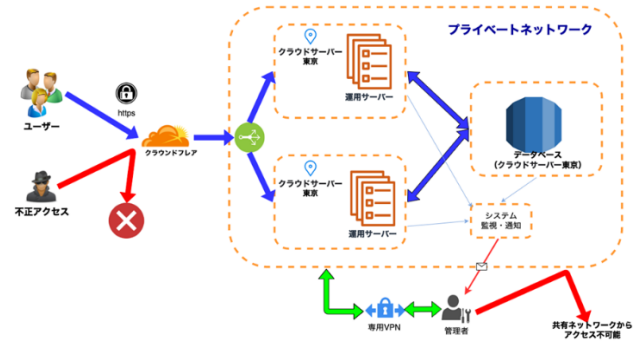 プライベートネットワーク
クラウドサーバー
東京
運用サーバー
ユーザー
https
クラウンドフレア
データベース
(クラウドサーバー東京)
不正アクセス
クラウドサーバー
東京
運用サーバー
システム
監視・通知
専用VPN
管理者
共有ネットワークから
アクセス不可能